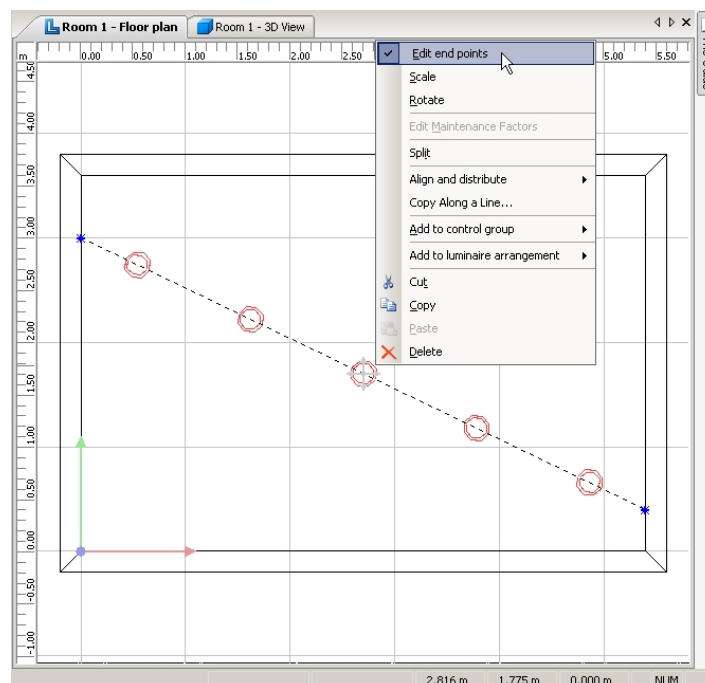 Room 1 - Floor plan
Room 1 - 3D View
m
0.00 0.50 1.00 1.50 2.00 2.50 5.00 5.50
4.50
4.00
3.50
3.00
2.50
2.00
1.50
1.00
0.50
0.00
-0.50
-1.00
Edit end points
Scale
Rotate
Edit Maintenance Factors
Split
Align and distribute
Copy Along a Line...
Add to control group
Add to luminaire arrangement
Cut
Copy
Paste
Delete
2.816 m 1.775 m 0.000 m NUM